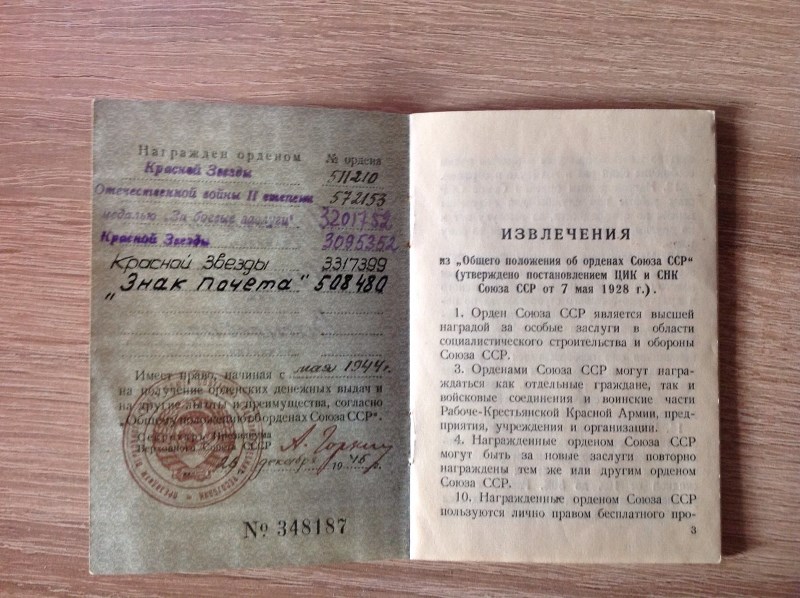 Награжден орденом
№ ордена
Красной Звезды 511210
Отечественной войны II степени 572153
медалью „За боевые заслуги“ 3201752
Красной Звезды 3095352
Красной Звезды 3317399
„Знак Почета“ 508480
Имеет право, начиная с мая 1944 г.
на получение орденских денежных выдач и
на другие льготы и преимущества, согласно
„Общему положению об орденах Союза ССР“.
Секретарь Президиума
Верховного Совета СССР А. Горкин
декабря 1946 г.
№ 348187
ИЗВЛЕЧЕНИЯ
из „Общего положения об орденах Союза ССР“
(утверждено постановлением ЦИК и СНК
Союза ССР от 7 мая 1928 г.).
1. Орден Союза ССР является высшей
наградой за особые заслуги в области
социалистического строительства и обороны
Союза ССР.
3. Орденами Союза ССР могут награ-
ждаться как отдельные граждане, так и
войсковые соединения и воинские части
Рабоче-Крестьянской Красной Армии, пред-
приятия, учреждения и организации.
4. Награжденные орденом Союза ССР
могут быть за новые заслуги повторно
награждены тем же или другим орденом
Союза ССР.
10. Награжденные орденом Союза ССР
пользуются лично правом бесплатного про-
3